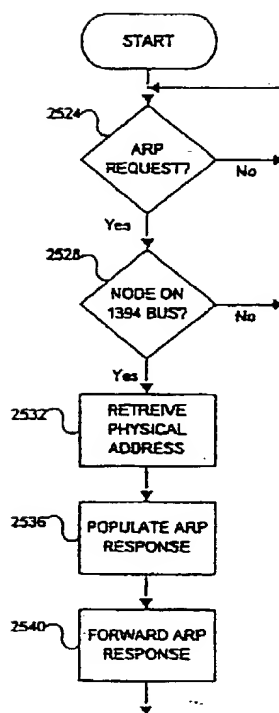 START
2524
ARP
REQUEST?
No
Yes
2528
NODE ON
1394 BUS?
No
Yes
2532
RETREIVE
PHYSICAL
ADDRESS
2536
POPULATE ARP
RESPONSE
2540
FORWARD ARP
RESPONSE